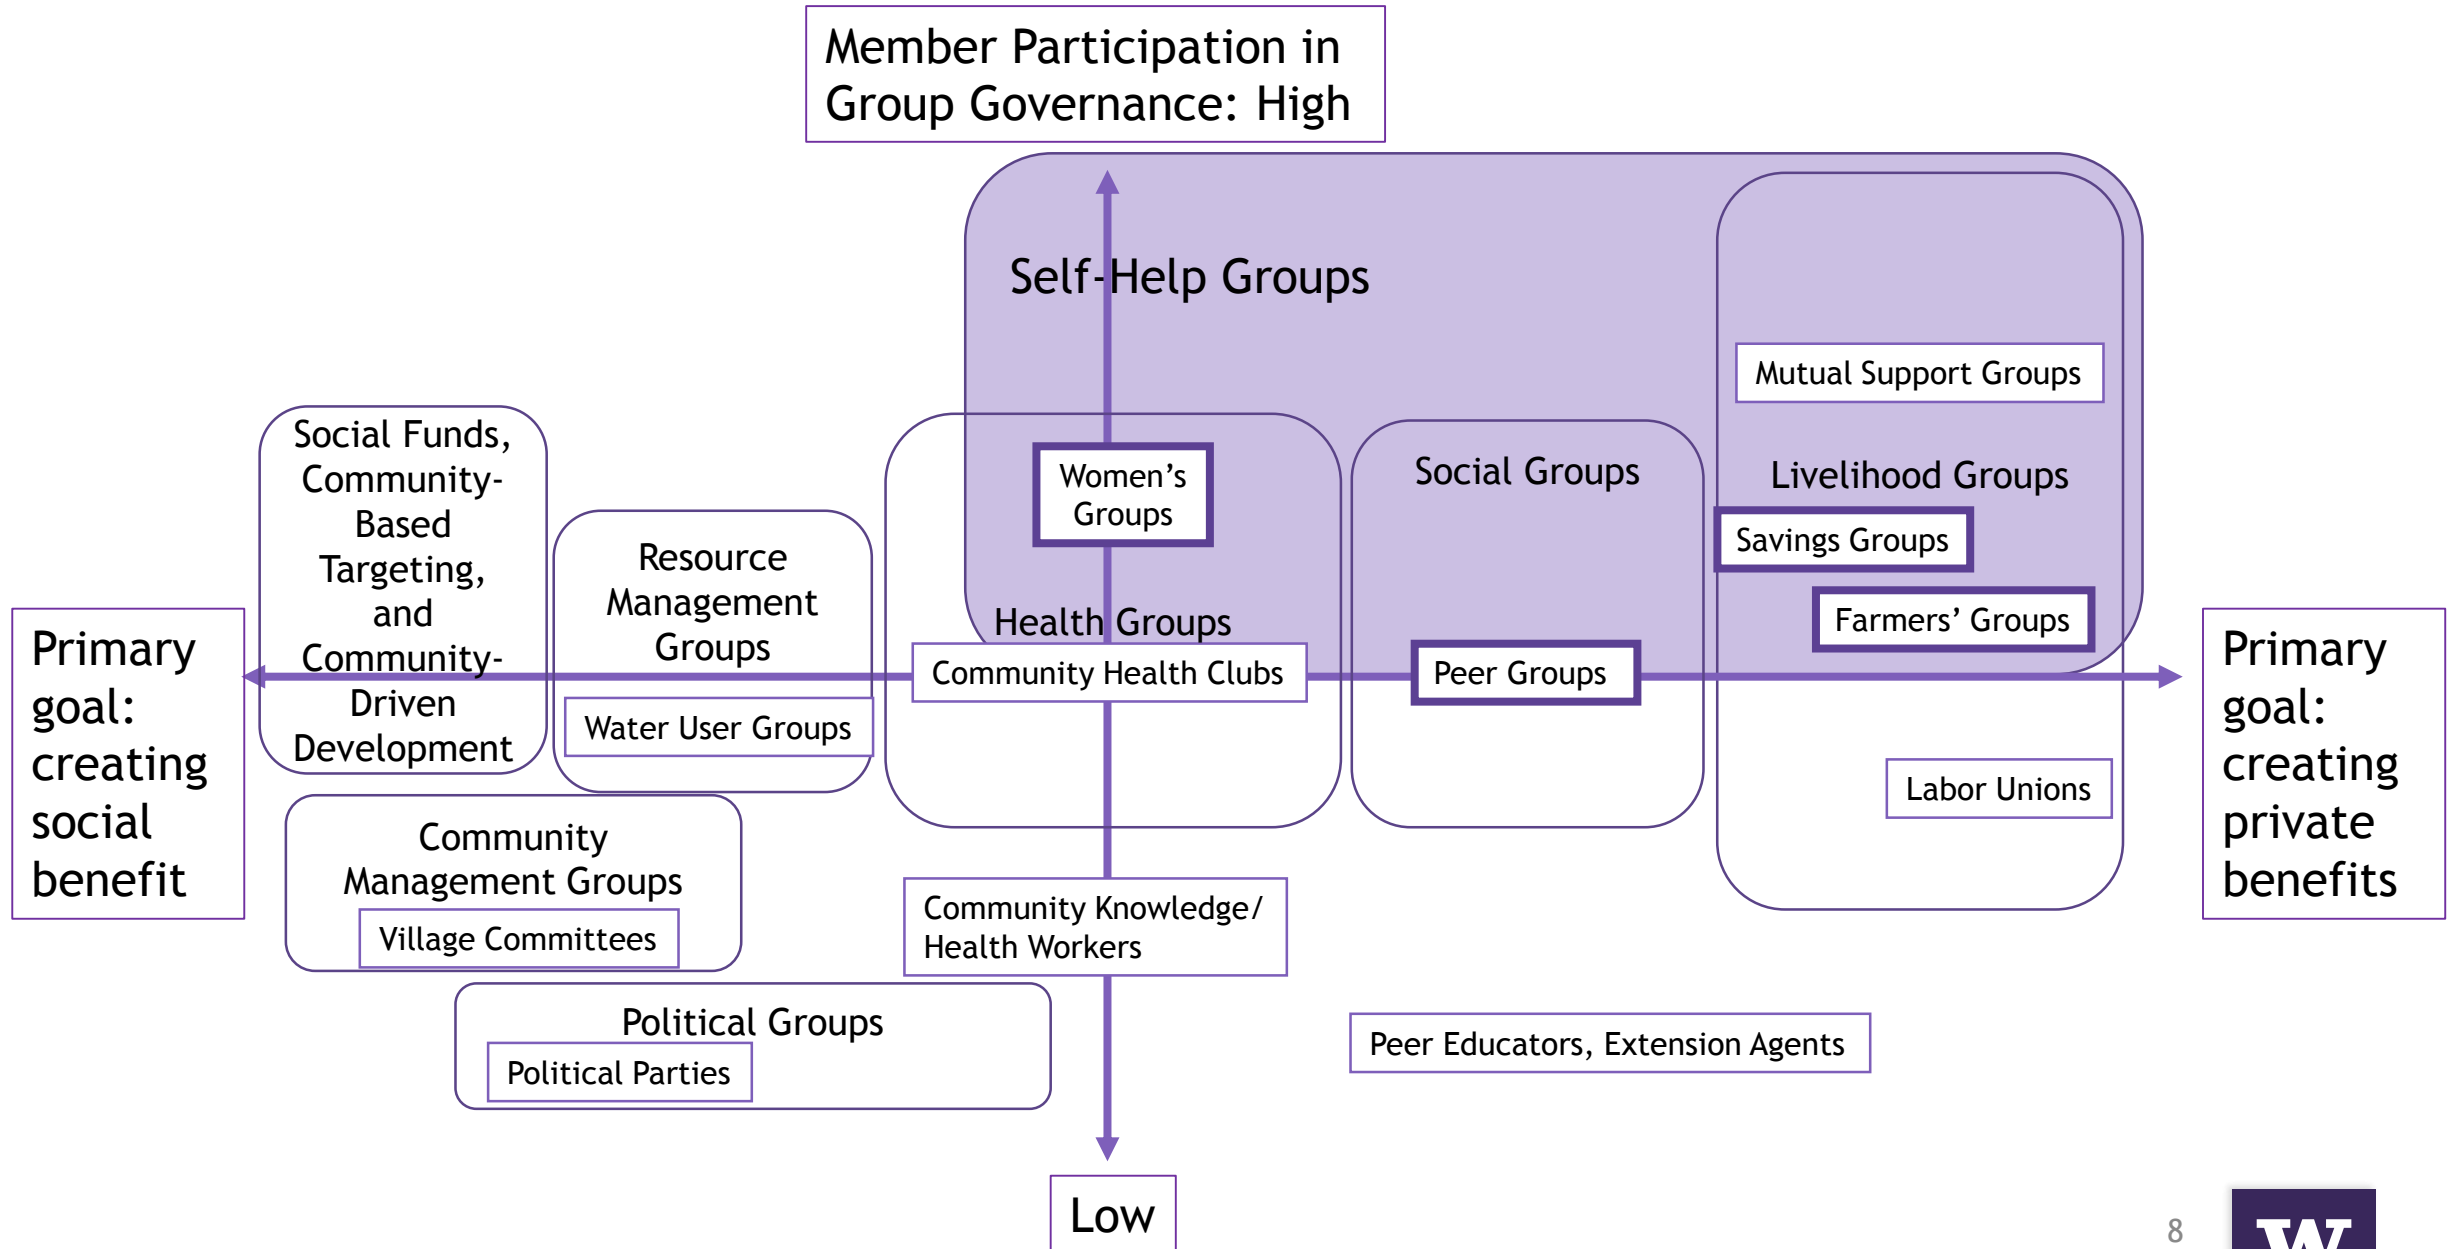 Member Participation in
Group Governance: High
Self-Help Groups
Mutual Support Groups
Social Funds,
Community-
Based
Targeting,
and
Community-
Driven
Development
Women’s
Groups
Social Groups
Livelihood Groups
Savings Groups
Resource
Management
Groups
Health Groups
Farmers’ Groups
Primary
goal:
creating
social
benefit
Community Health Clubs
Peer Groups
Primary
goal:
creating
private
benefits
Water User Groups
Labor Unions
Community
Management Groups
Village Committees
Community Knowledge/
Health Workers
Political Groups
Political Parties
Peer Educators, Extension Agents
Low
8
W